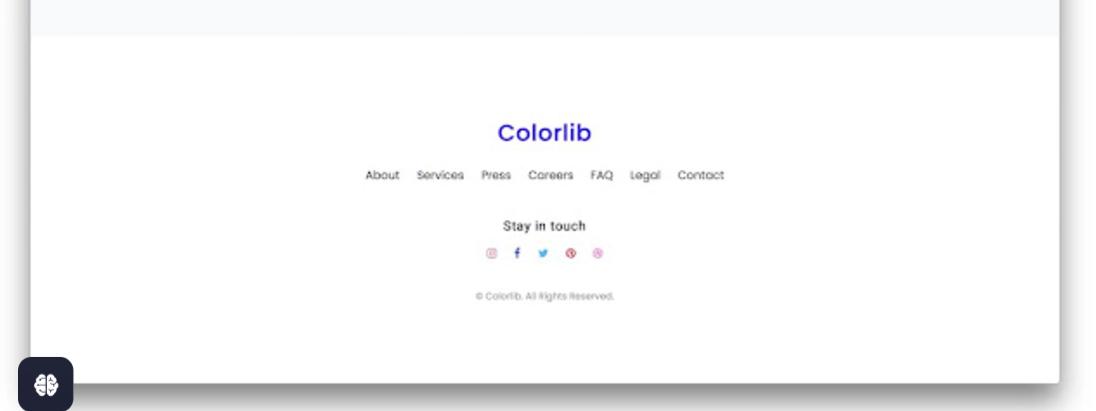 Colorlib
About Services Press Careers FAQ Legal Contact
Stay in touch
© Colorlib. All Rights Reserved.